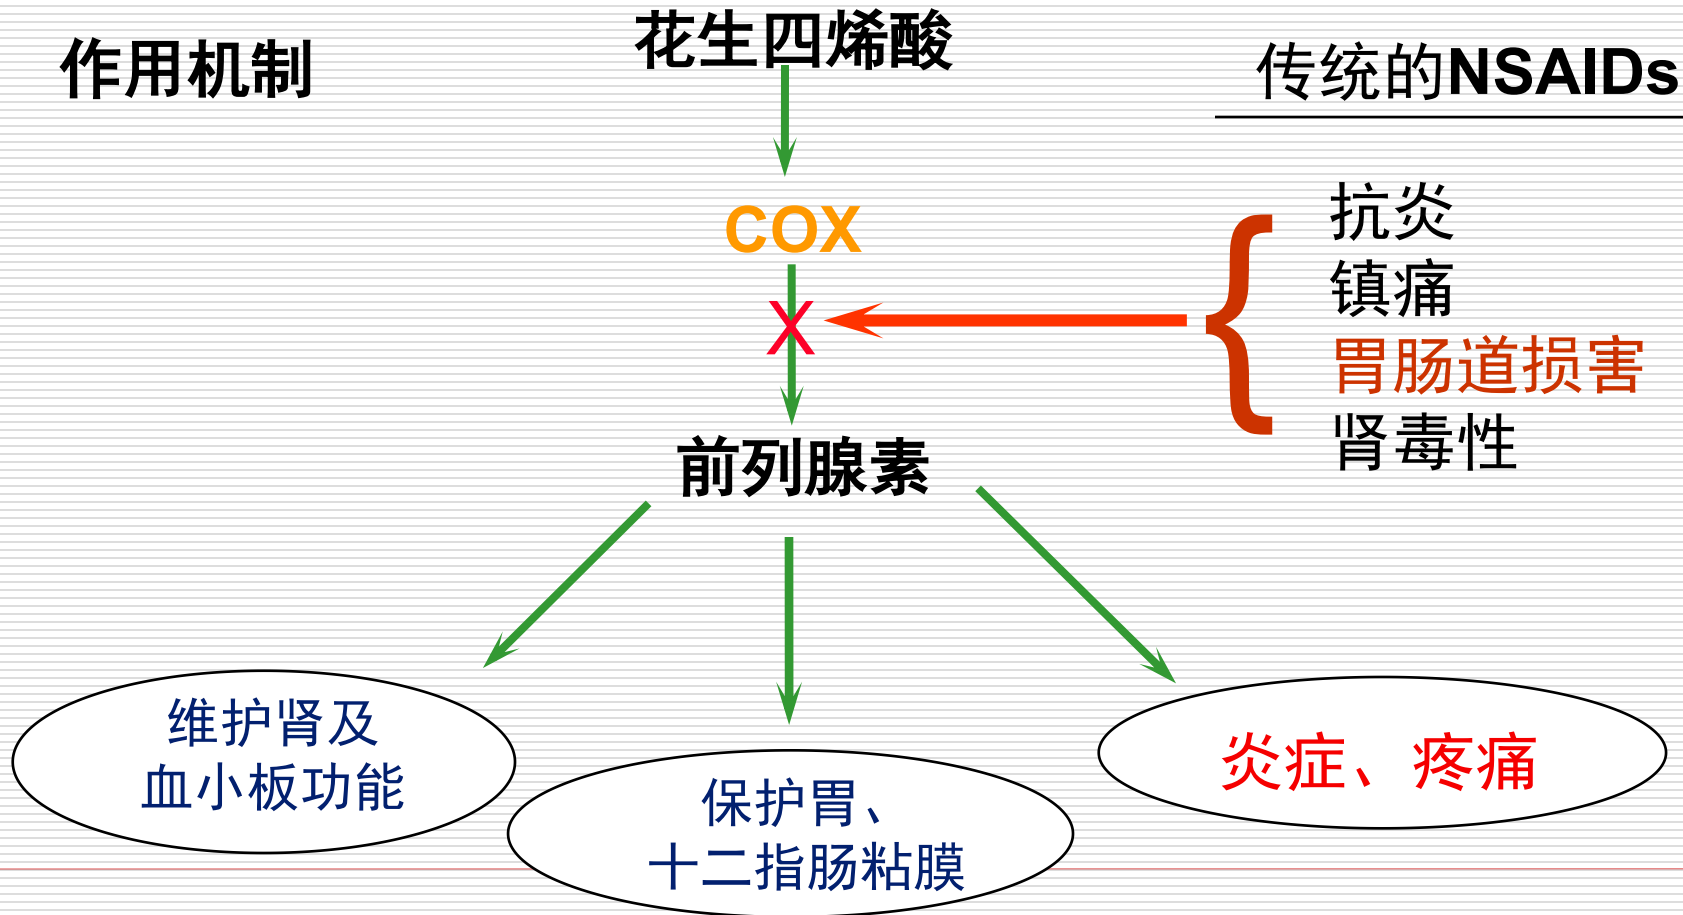 作用机制
花生四烯酸
传统的NSAIDs
COX
X
抗炎
镇痛
胃肠道损害
肾毒性
前列腺素
维护肾及
血小板功能
保护胃、
十二指肠粘膜
炎症、疼痛